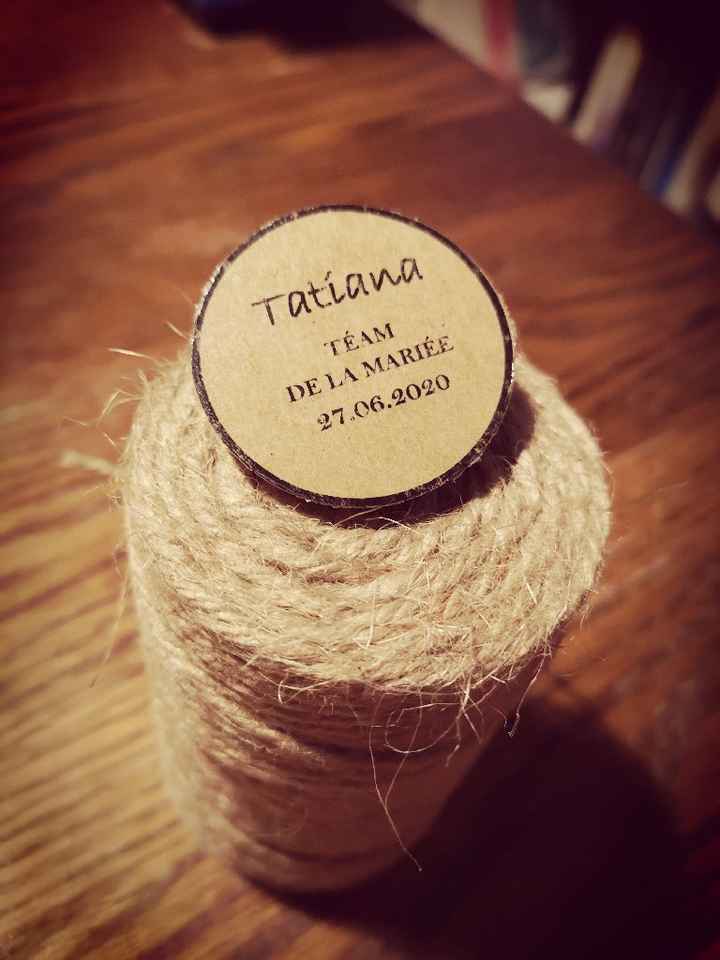 Tatiana
TÉAM
DE LA MARIÉE
27.06.2020